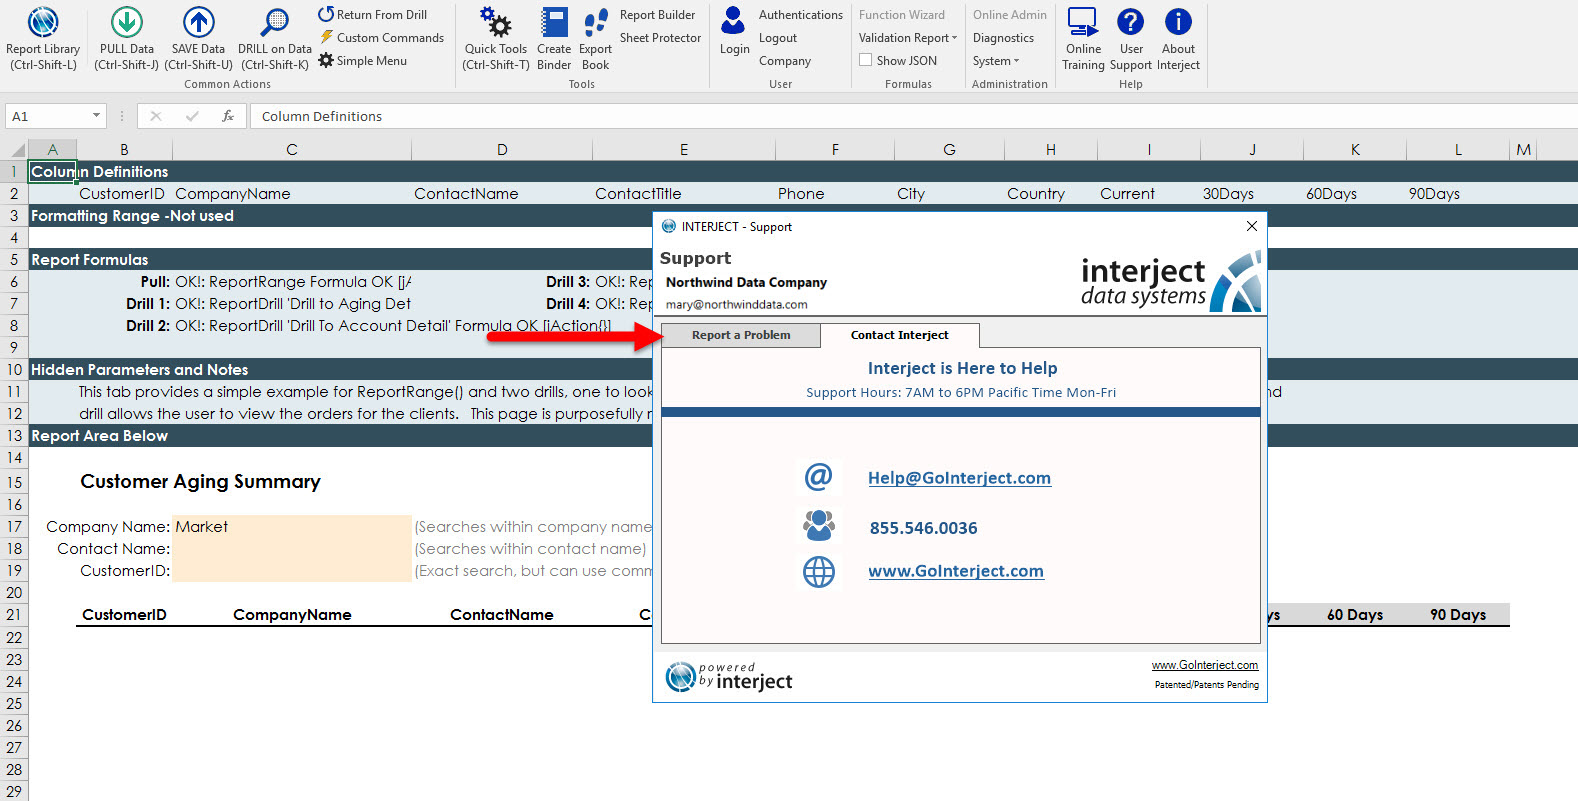 Report Library
(Ctrl-Shift-L)
PULL Data
(Ctrl-Shift-J)
SAVE Data
(Ctrl-Shift-U)
DRILL on Data
(Ctrl-Shift-K)
Return From Drill
Custom Commands
Simple Menu
Common Actions
Quick Tools
(Ctrl-Shift-T)
Create
Binder
Export
Book
Report Builder
Sheet Protector
Tools
Login
Authentications
Logout
Company
User
Function Wizard
Validation Report
Show JSON
Formulas
Online Admin
Diagnostics
System
Administration
Online
Training
User
Support
About
Interject
Help
A1 fx Column Definitions
A B C D E F G H I J K L M
1 Column Definitions
2 CustomerID CompanyName ContactName ContactTitle Phone City Country Current 30Days 60Days 90Days
3 Formatting Range -Not used
4
5 Report Formulas
6 Pull: OK!: ReportRange Formula OK [jA Drill 3: OK!: Rep
7 Drill 1: OK!: ReportDrill 'Drill to Aging Det Drill 4: OK!: Rep
8 Drill 2: OK!: ReportDrill 'Drill To Account Detail' Formula OK [jAction{}]
9
10 Hidden Parameters and Notes
11 This tab provides a simple example for ReportRange() and two drills, one to look nd
12 drill allows the user to view the orders for the clients. This page is purposefully
13 Report Area Below
14
15 Customer Aging Summary
16
17 Company Name: Market (Searches within company name
18 Contact Name: (Searches within contact name)
19 CustomerID: (Exact search, but can use comm
20
21 CustomerID CompanyName ContactName C ys 60 Days 90 Days
22
23
24
25
26
27
28
29
INTERJECT - Support
Support
Northwind Data Company
mary@northwinddata.com
interject
data systems
Report a Problem Contact Interject
Interject is Here to Help
Support Hours: 7AM to 6PM Pacific Time Mon-Fri
@ Help@GoInterject.com
855.546.0036
www.GoInterject.com
powered
by interject
www.GoInterject.com
Patented/Patents Pending